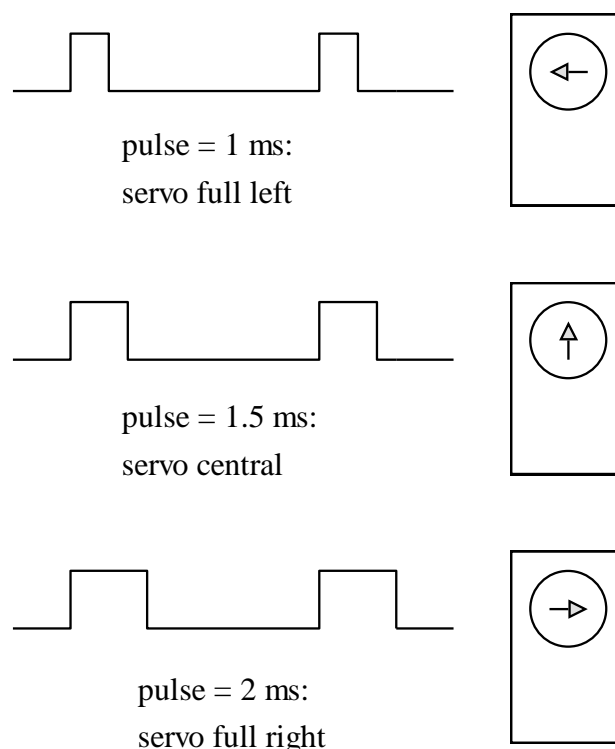 pulse = 1 ms:
servo full left
pulse = 1.5 ms:
servo central
pulse = 2 ms:
servo full right